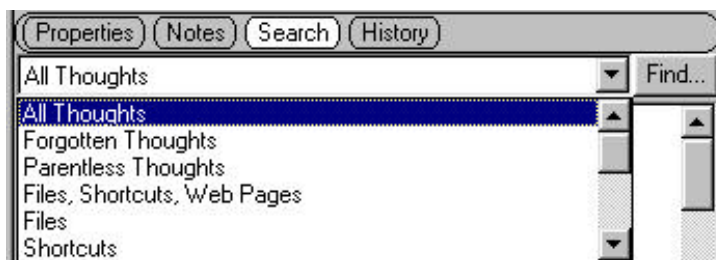 Properties Notes Search History
All Thoughts Find...
All Thoughts
Forgotten Thoughts
Parentless Thoughts
Files, Shortcuts, Web Pages
Files
Shortcuts